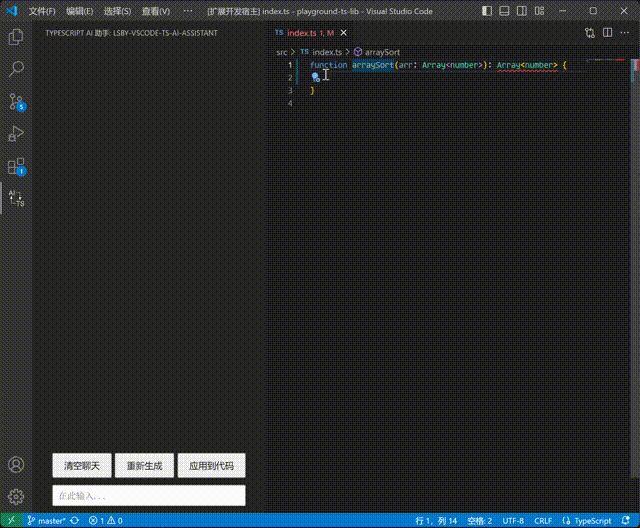 文件(F) 编辑(E) 选择(S) 查看(V) ··· [扩展开发宿主] index.ts - playground-ts-lib - Visual Studio Code
TYPESCRIPT AI 助手: LSBY-VSCODE-TS-AI-ASSISTANT
TS index.ts 1, M
src > TS index.ts > arraySort
1 function arraySort(arr: Array<number>): Array<number> {
2
3 }
4
5
1
AI
TS
清空聊天 重新生成 应用到代码
在此输入...
master* 1 0 行 1，列 14 空格: 2 UTF-8 CRLF {} TypeScript